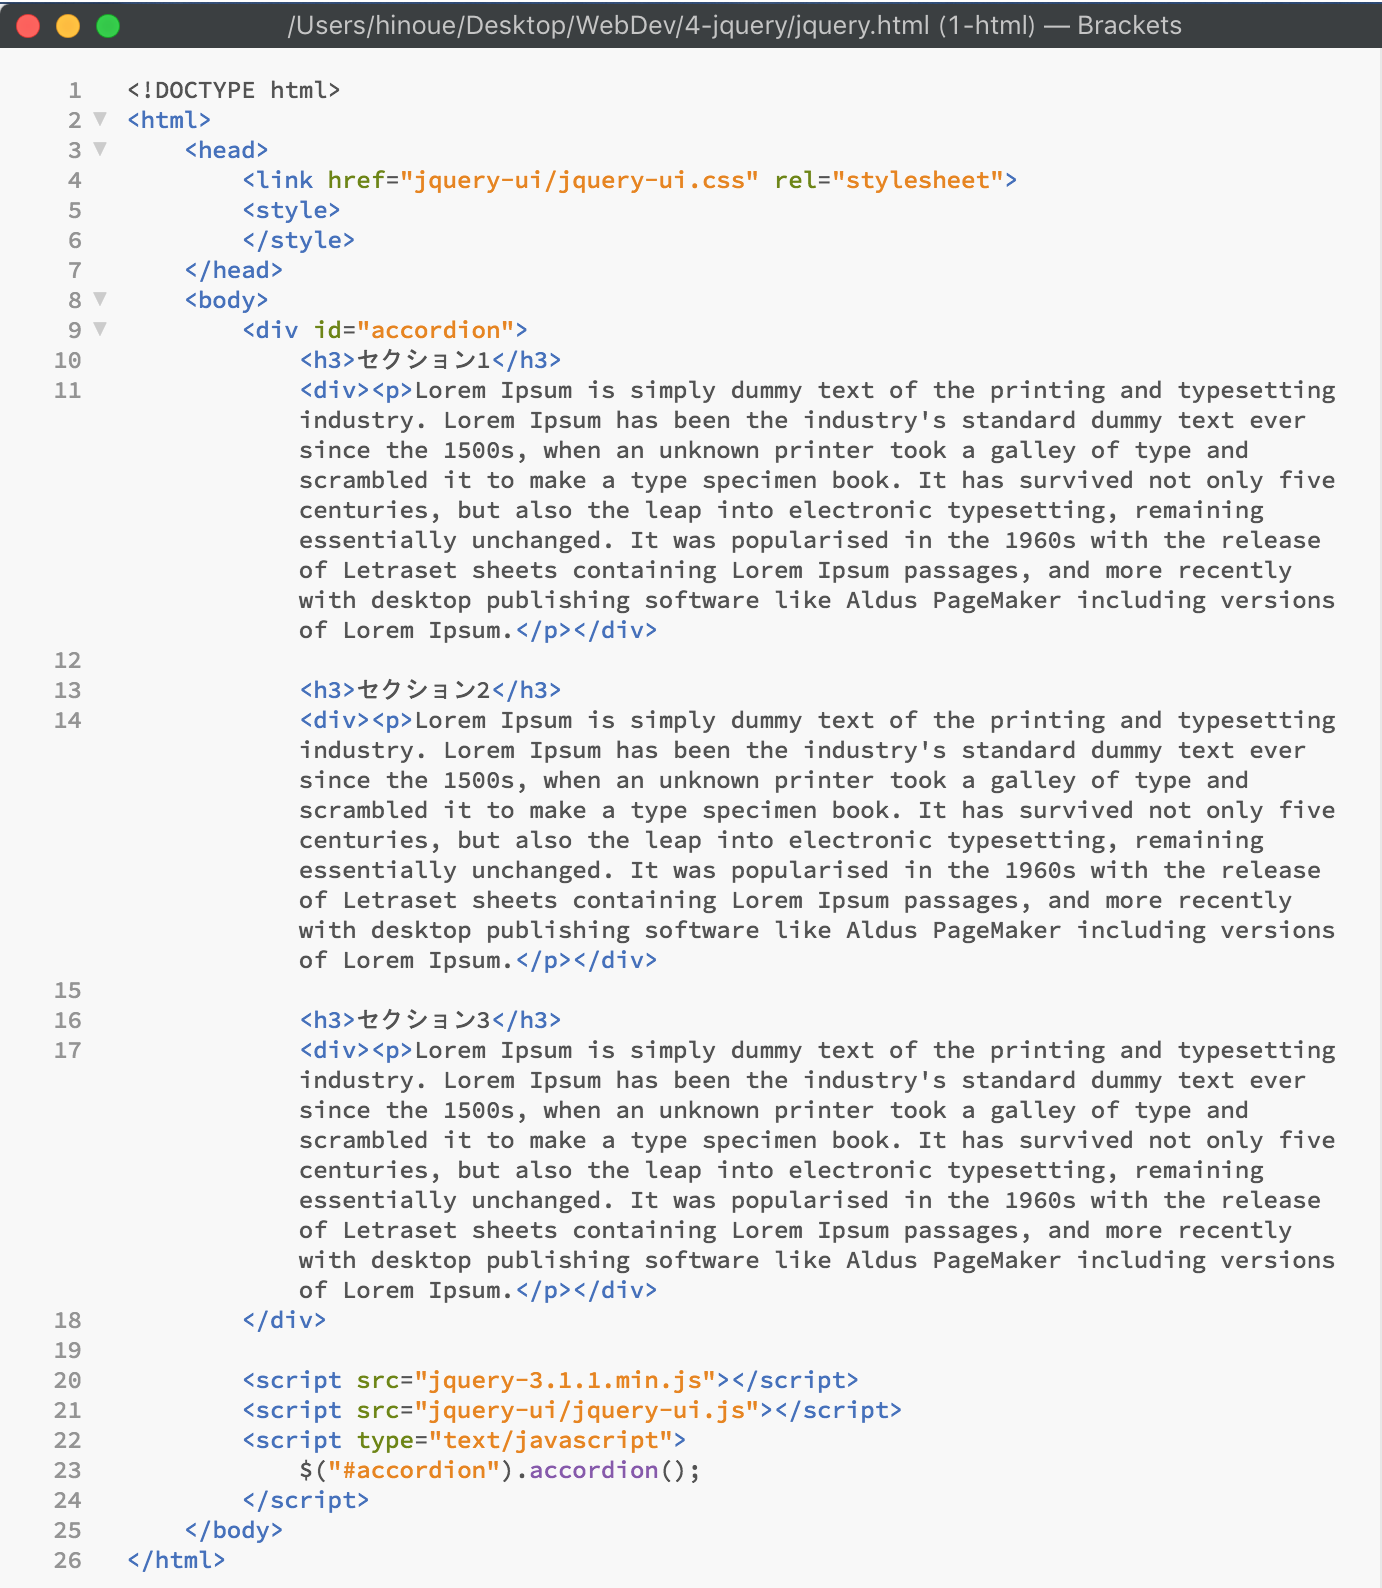 /Users/hinoue/Desktop/WebDev/4-jquery/jquery.html (1-html) — Brackets
1 <!DOCTYPE html>
2 ▼ <html>
3 ▼ <head>
4 <link href="jquery-ui/jquery-ui.css" rel="stylesheet">
5 <style>
6 </style>
7 </head>
8 ▼ <body>
9 ▼ <div id="accordion">
10 <h3>セクション1</h3>
11 <div><p>Lorem Ipsum is simply dummy text of the printing and typesetting
industry. Lorem Ipsum has been the industry's standard dummy text ever
since the 1500s, when an unknown printer took a galley of type and
scrambled it to make a type specimen book. It has survived not only five
centuries, but also the leap into electronic typesetting, remaining
essentially unchanged. It was popularised in the 1960s with the release
of Letraset sheets containing Lorem Ipsum passages, and more recently
with desktop publishing software like Aldus PageMaker including versions
of Lorem Ipsum.</p></div>
12
13 <h3>セクション2</h3>
14 <div><p>Lorem Ipsum is simply dummy text of the printing and typesetting
industry. Lorem Ipsum has been the industry's standard dummy text ever
since the 1500s, when an unknown printer took a galley of type and
scrambled it to make a type specimen book. It has survived not only five
centuries, but also the leap into electronic typesetting, remaining
essentially unchanged. It was popularised in the 1960s with the release
of Letraset sheets containing Lorem Ipsum passages, and more recently
with desktop publishing software like Aldus PageMaker including versions
of Lorem Ipsum.</p></div>
15
16 <h3>セクション3</h3>
17 <div><p>Lorem Ipsum is simply dummy text of the printing and typesetting
industry. Lorem Ipsum has been the industry's standard dummy text ever
since the 1500s, when an unknown printer took a galley of type and
scrambled it to make a type specimen book. It has survived not only five
centuries, but also the leap into electronic typesetting, remaining
essentially unchanged. It was popularised in the 1960s with the release
of Letraset sheets containing Lorem Ipsum passages, and more recently
with desktop publishing software like Aldus PageMaker including versions
of Lorem Ipsum.</p></div>
18 </div>
19
20 <script src="jquery-3.1.1.min.js"></script>
21 <script src="jquery-ui/jquery-ui.js"></script>
22 <script type="text/javascript">
23 $("#accordion").accordion();
24 </script>
25 </body>
26 </html>